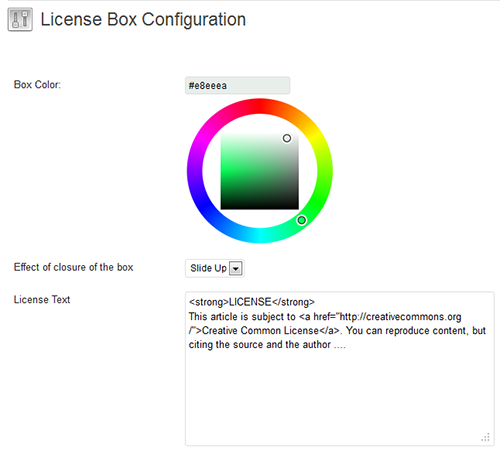 License Box Configuration
Box Color:
#e8eeea
Effect of closure of the box
Slide Up
License Text
<strong>LICENSE</strong>
This article is subject to <a href="http://creativecommons.org
/">Creative Common License</a>. You can reproduce content, but
citing the source and the author ....